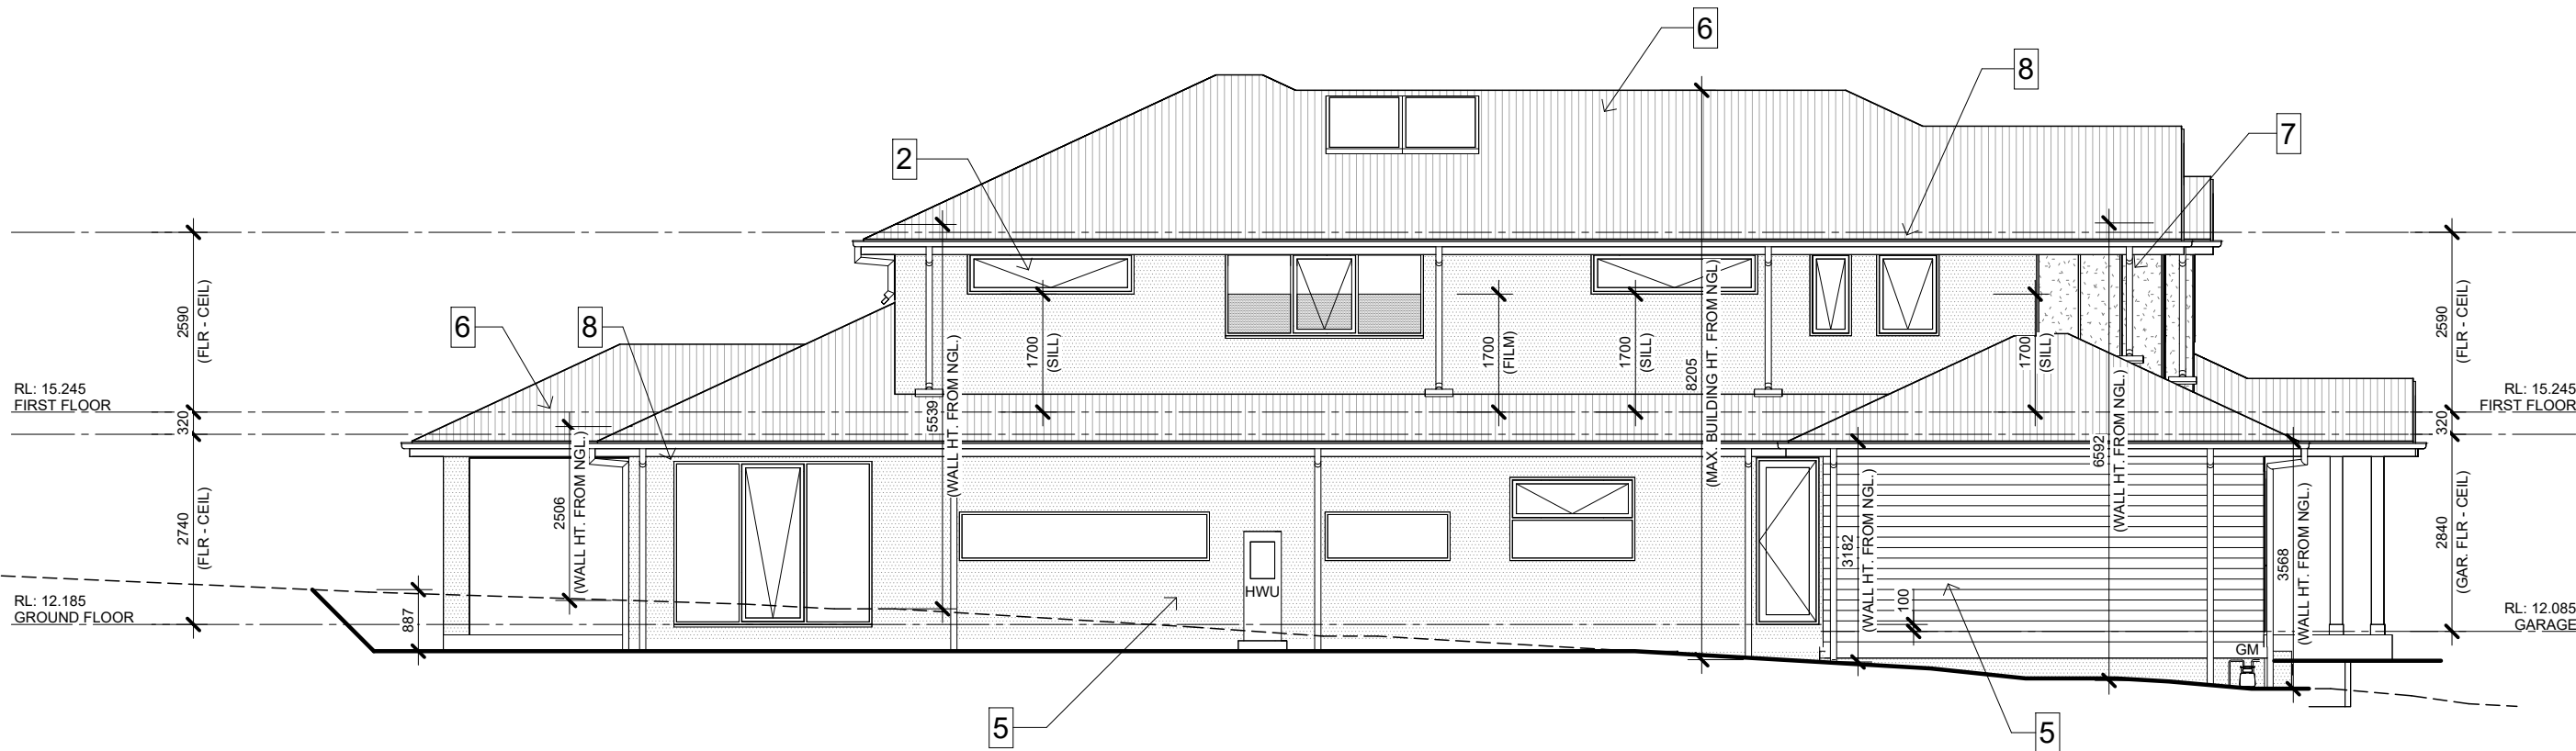 6
8
7
2
6
8
2590
(FLR - CEIL)
RL: 15.245
FIRST FLOOR
320
2740
(FLR - CEIL)
RL: 12.185
GROUND FLOOR
887
2506
(WALL HT. FROM NGL.)
5539
(WALL HT. FROM NGL.)
1700
(SILL)
1700
(FILM)
1700
(SILL)
8205
(MAX. BUILDING HT. FROM NGL)
1700
(SILL)
6592
(WALL HT. FROM NGL.)
3182
(WALL HT. FROM NGL.)
100
3568
(WALL HT. FROM NGL.)
HWU
GM
2590
(FLR - CEIL)
RL: 15.245
FIRST FLOOR
320
2840
(GAR. FLR - CEIL)
RL: 12.085
GARAGE
5
5